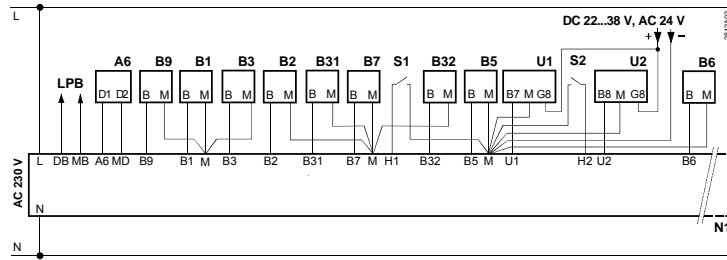 L
DC 22...38 V, AC 24 V
+ −
A6 B9 B1 B3 B2 B31 B7 S1 B32 B5 U1 S2 U2 B6
LPB
D1 D2 B M B M B M B M B M B M B M B M B7 M G8 B8 M G8 B M
L DB MB A6 MD B9 B1 M B3 B2 B31 B7 M H1 B32 B5 M U1 H2 U2 B6
AC 230 V
N
N1
N